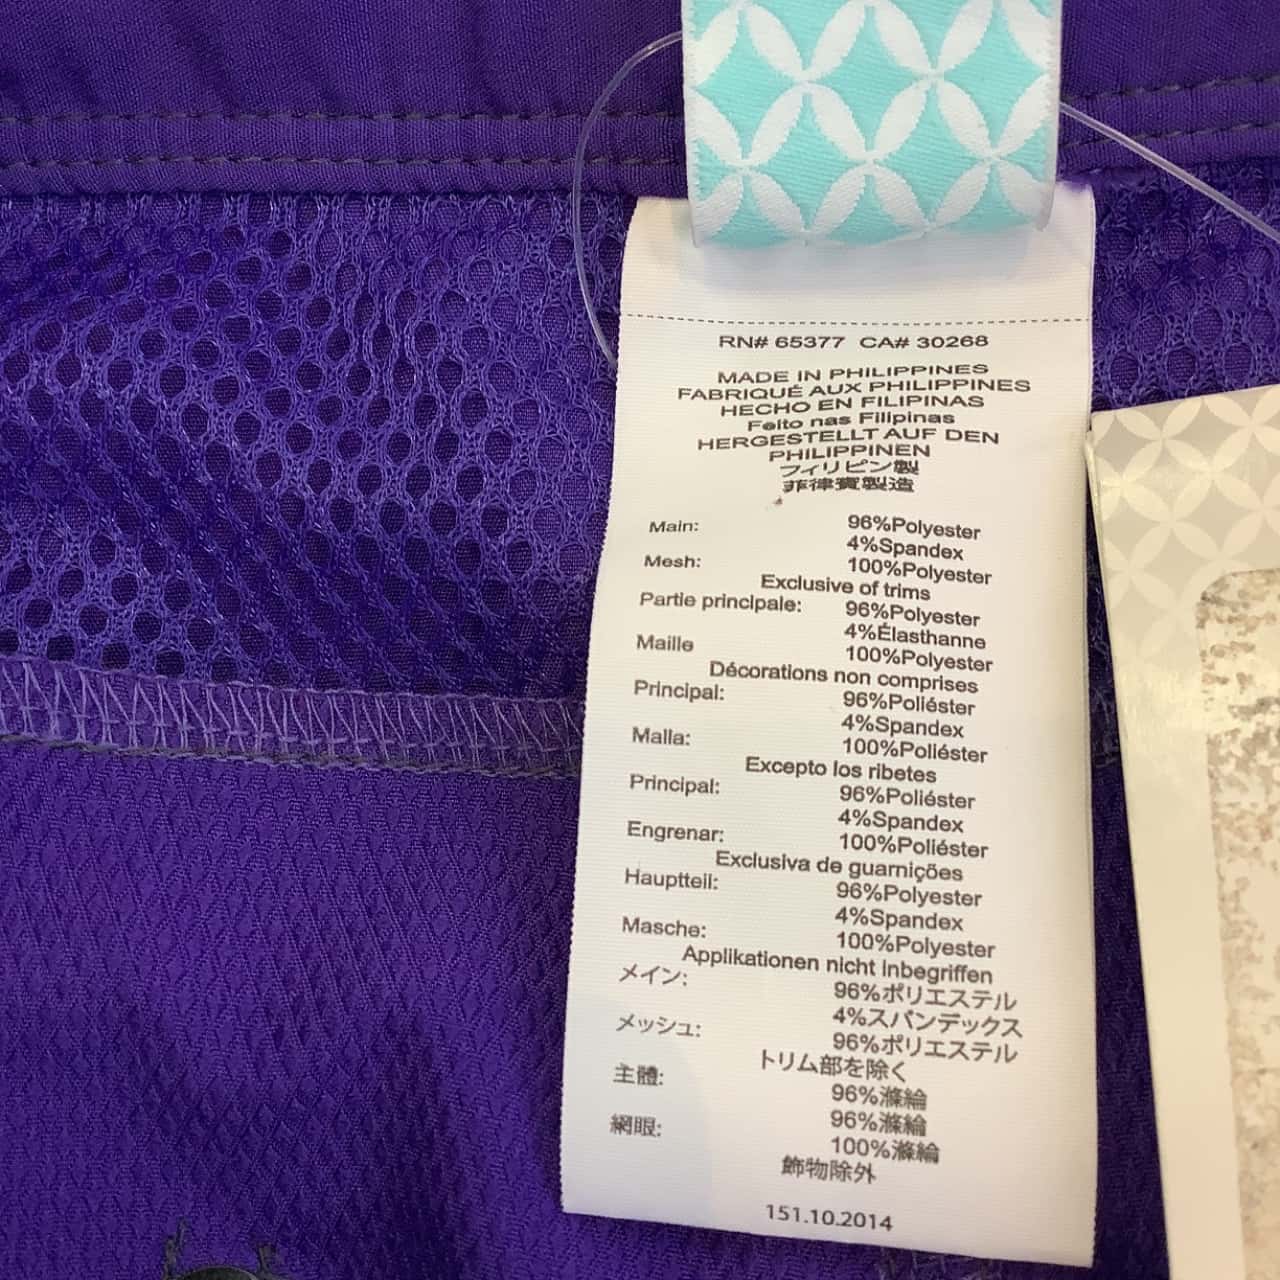 RN# 65377 CA# 30268
MADE IN PHILIPPINES
FABRIQUÉ AUX PHILIPPINES
HECHO EN FILIPINAS
Feito nas Filipinas
HERGESTELLT AUF DEN
PHILIPPINEN
フィリピン製
菲律賓製造
Main: 96%Polyester
4%Spandex
Mesh: 100%Polyester
Exclusive of trims
Partie principale: 96%Polyester
4%Élasthanne
Maille 100%Polyester
Décorations non comprises
Principal: 96%Poliéster
4%Spandex
Malla: 100%Poliéster
Excepto los ribetes
Principal: 96%Poliéster
4%Spandex
Engrenar: 100%Poliéster
Exclusiva de guarnições
Hauptteil: 96%Polyester
4%Spandex
Masche: 100%Polyester
Applikationen nicht inbegriffen
メイン: 96%ポリエステル
4%スパンデックス
メッシュ: 96%ポリエステル
トリム部を除く
主體: 96%滌綸
96%滌綸
網眼: 100%滌綸
飾物除外
151.10.2014